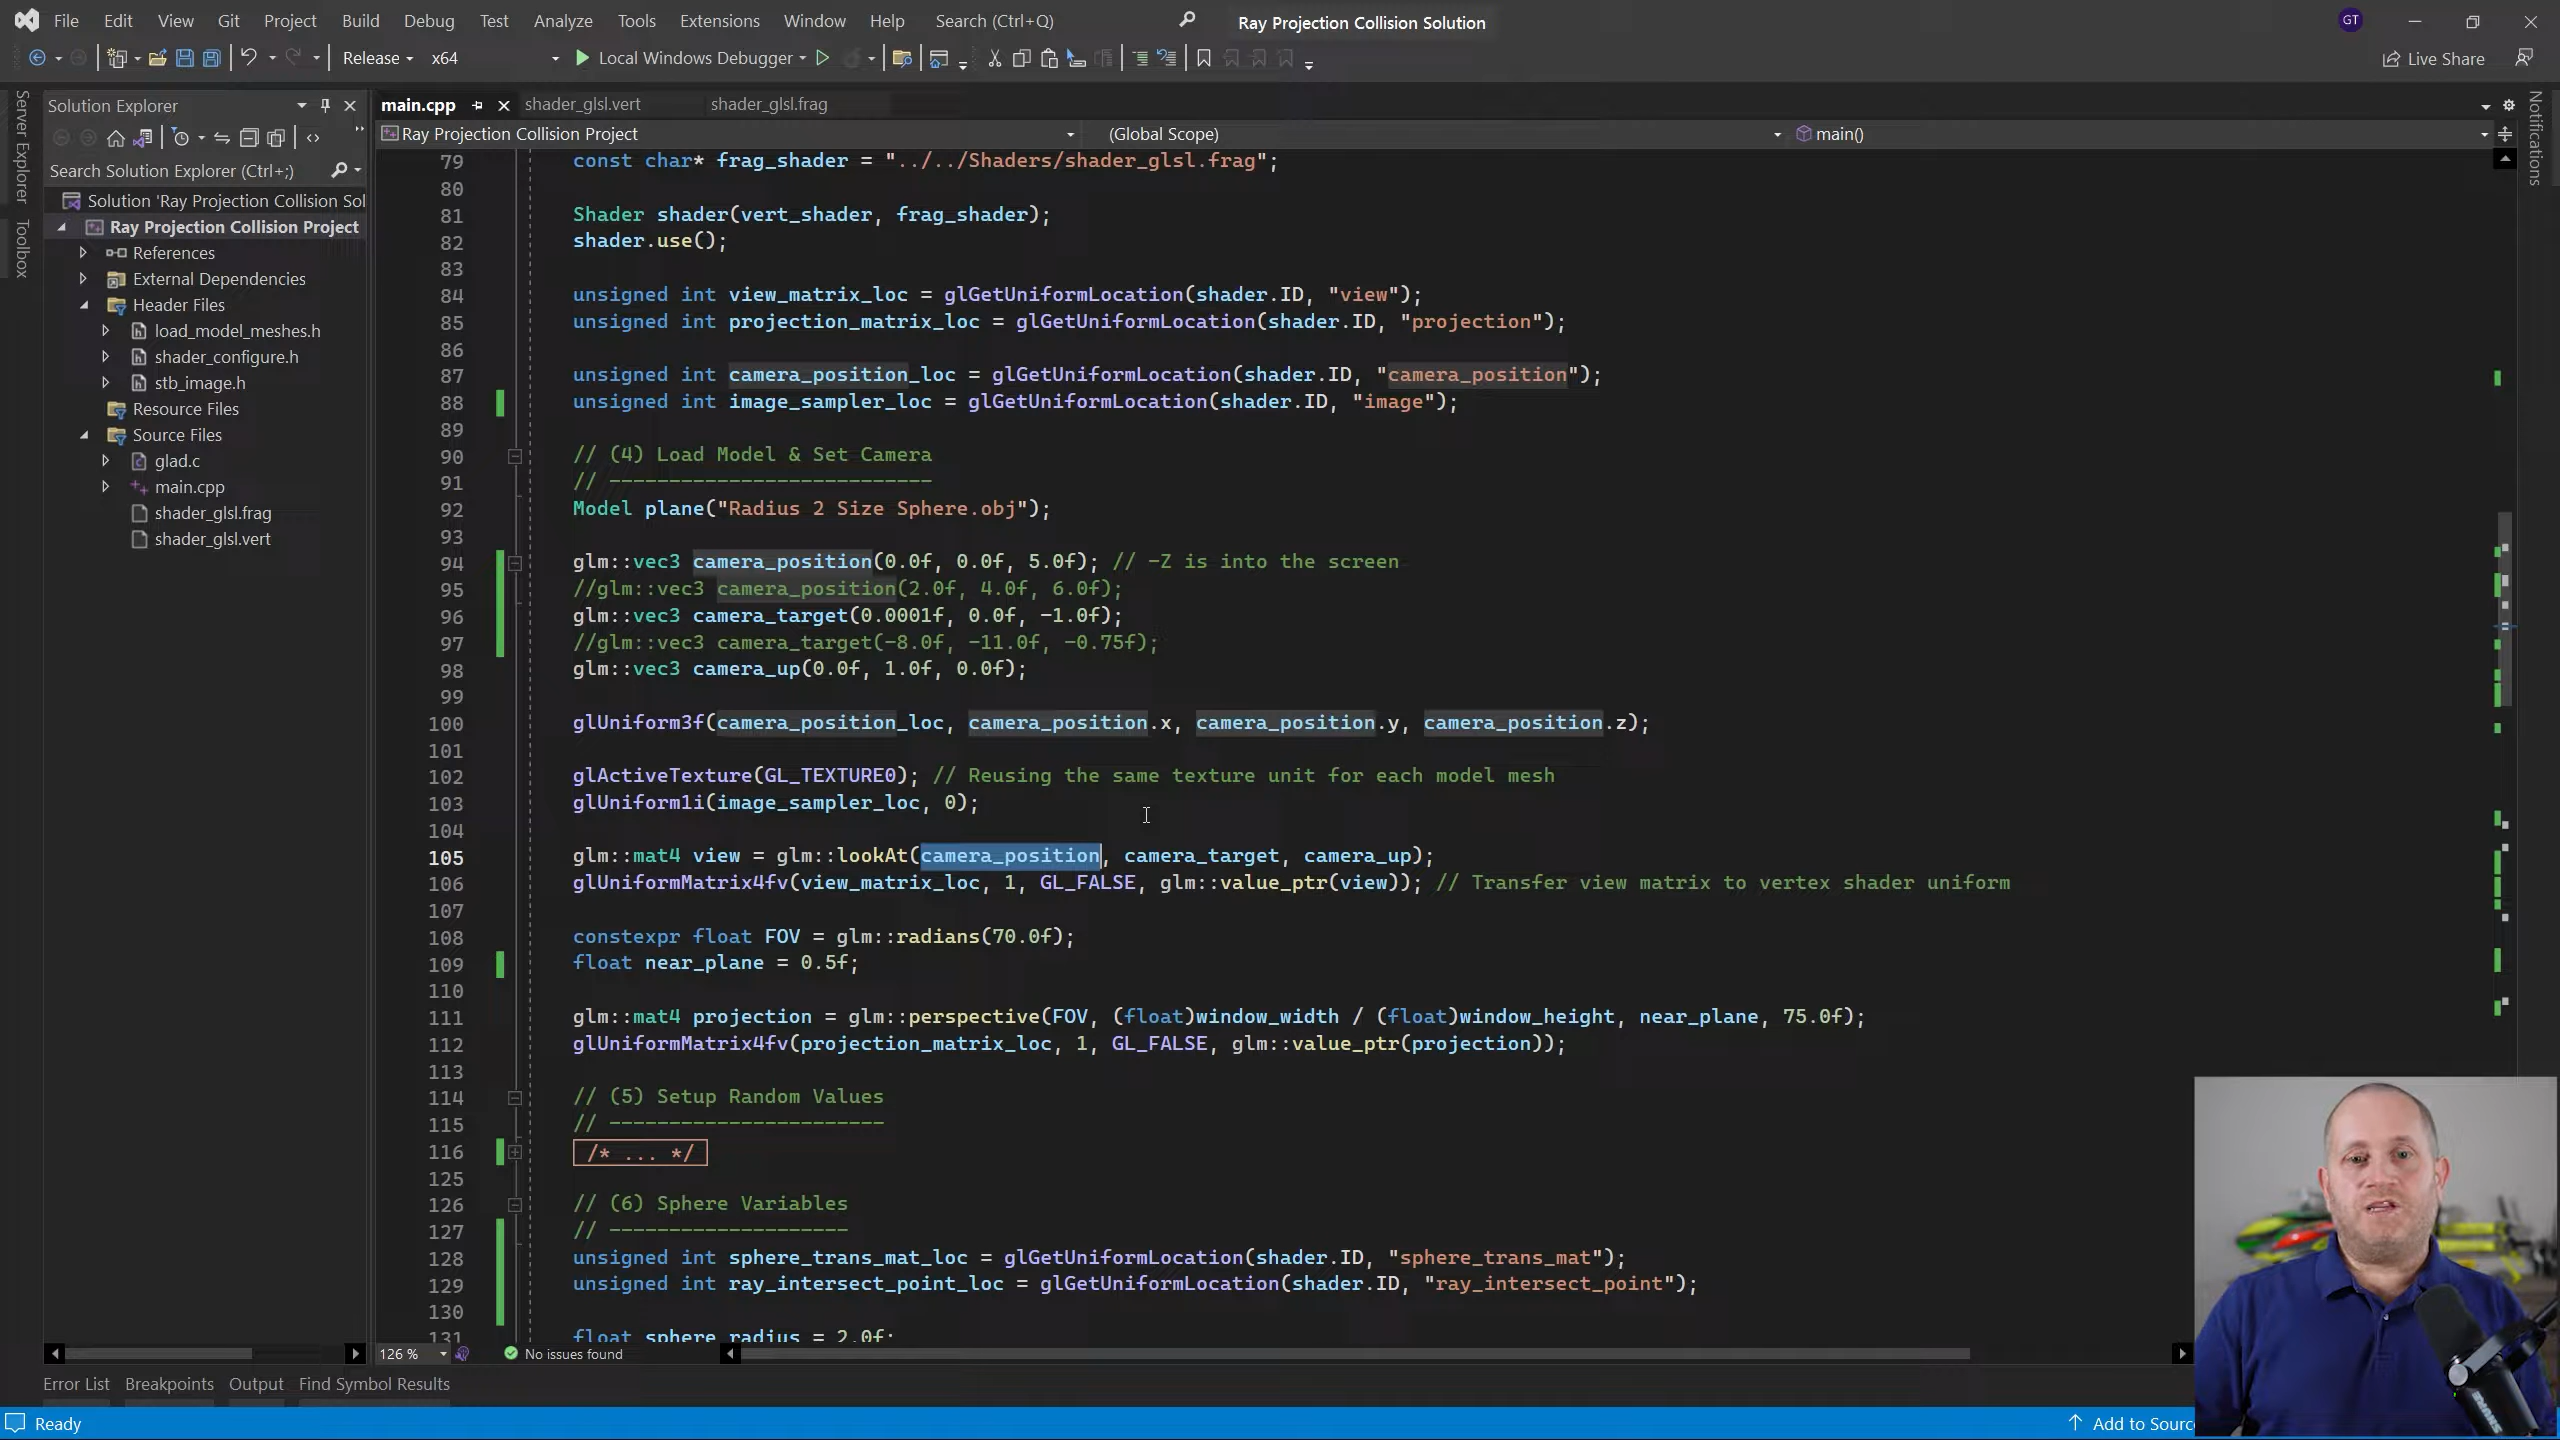 File Edit View Git Project Build Debug Test Analyze Tools Extensions Window Help Search (Ctrl+Q) Ray Projection Collision Solution GT
Release x64 Local Windows Debugger Live Share
Server Explorer
Toolbox
Notifications
Solution Explorer
Search Solution Explorer (Ctrl+;)
Solution 'Ray Projection Collision Sol
Ray Projection Collision Project
References
External Dependencies
Header Files
load_model_meshes.h
shader_configure.h
stb_image.h
Resource Files
Source Files
glad.c
main.cpp
shader_glsl.frag
shader_glsl.vert
main.cpp shader_glsl.vert shader_glsl.frag
Ray Projection Collision Project (Global Scope) main()
79 const char* frag_shader = "../../Shaders/shader_glsl.frag";
80
81 Shader shader(vert_shader, frag_shader);
82 shader.use();
83
84 unsigned int view_matrix_loc = glGetUniformLocation(shader.ID, "view");
85 unsigned int projection_matrix_loc = glGetUniformLocation(shader.ID, "projection");
86
87 unsigned int camera_position_loc = glGetUniformLocation(shader.ID, "camera_position");
88 unsigned int image_sampler_loc = glGetUniformLocation(shader.ID, "image");
89
90 // (4) Load Model & Set Camera
91 // ---------------------------
92 Model plane("Radius 2 Size Sphere.obj");
93
94 glm::vec3 camera_position(0.0f, 0.0f, 5.0f); // -Z is into the screen
95 //glm::vec3 camera_position(2.0f, 4.0f, 6.0f);
96 glm::vec3 camera_target(0.0001f, 0.0f, -1.0f);
97 //glm::vec3 camera_target(-8.0f, -11.0f, -0.75f);
98 glm::vec3 camera_up(0.0f, 1.0f, 0.0f);
99
100 glUniform3f(camera_position_loc, camera_position.x, camera_position.y, camera_position.z);
101
102 glActiveTexture(GL_TEXTURE0); // Reusing the same texture unit for each model mesh
103 glUniform1i(image_sampler_loc, 0);
104
105 glm::mat4 view = glm::lookAt(camera_position, camera_target, camera_up);
106 glUniformMatrix4fv(view_matrix_loc, 1, GL_FALSE, glm::value_ptr(view)); // Transfer view matrix to vertex shader uniform
107
108 constexpr float FOV = glm::radians(70.0f);
109 float near_plane = 0.5f;
110
111 glm::mat4 projection = glm::perspective(FOV, (float)window_width / (float)window_height, near_plane, 75.0f);
112 glUniformMatrix4fv(projection_matrix_loc, 1, GL_FALSE, glm::value_ptr(projection));
113
114 // (5) Setup Random Values
115 // -----------------------
116 /* ... */
125
126 // (6) Sphere Variables
127 // --------------------
128 unsigned int sphere_trans_mat_loc = glGetUniformLocation(shader.ID, "sphere_trans_mat");
129 unsigned int ray_intersect_point_loc = glGetUniformLocation(shader.ID, "ray_intersect_point");
130
131 float sphere_radius = 2.0f;
126 % No issues found
Error List Breakpoints Output Find Symbol Results
Ready Add to Sourc